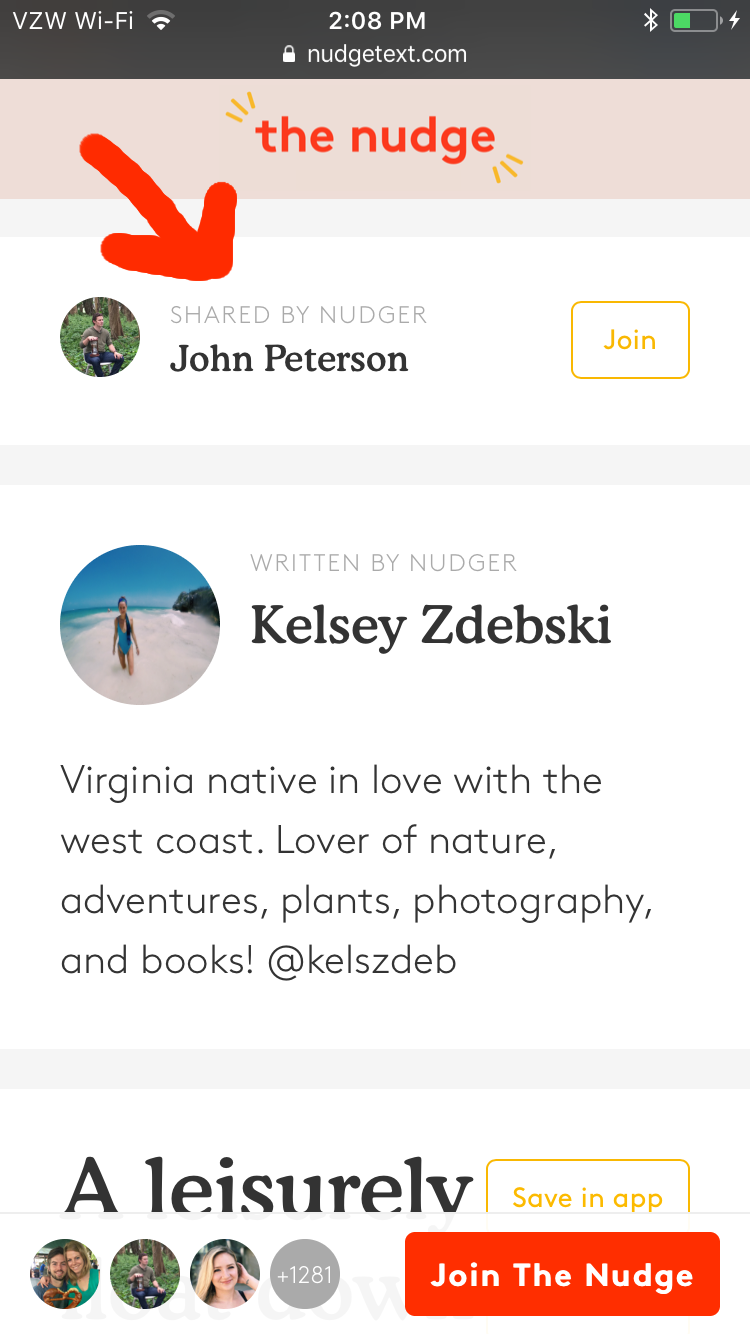 VZW Wi-Fi 2:08 PM
nudgetext.com
the nudge
SHARED BY NUDGER
John Peterson
Join
WRITTEN BY NUDGER
Kelsey Zdebski
Virginia native in love with the
west coast. Lover of nature,
adventures, plants, photography,
and books! @kelszdeb
A leisurely
Save in app
+1281
Join The Nudge